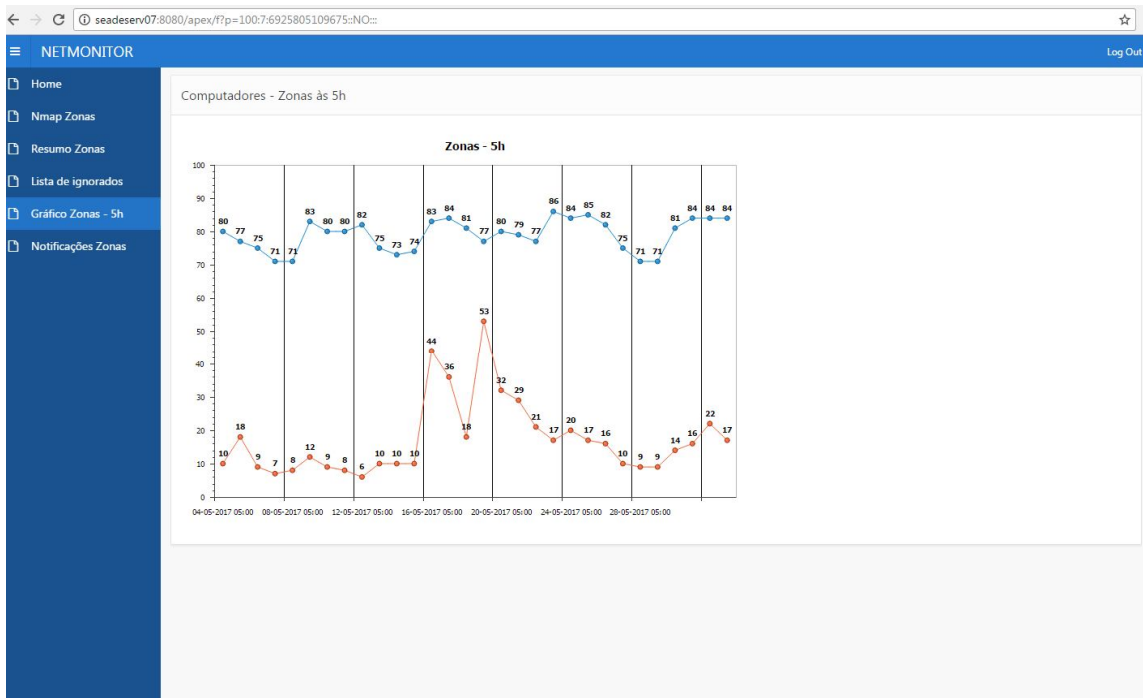 seadeserv07:8080/apex/f?p=100:7:6925805109675::NO:::
NETMONITOR
Log Out
Home
Nmap Zonas
Resumo Zonas
Lista de ignorados
Gráfico Zonas - 5h
Notificações Zonas
Computadores - Zonas às 5h
Zonas - 5h
100
90
80
70
60
50
40
30
20
10
0
80 77 75 71 71 83 80 80 82 75 73 74 83 84 81 77 80 79 77 86 84 85 82 75 71 71 81 84 84 84
10 18 9 7 8 12 9 8 6 10 10 10 44 36 18 53 32 29 21 17 20 17 16 10 9 9 14 16 22 17
04-05-2017 05:00 08-05-2017 05:00 12-05-2017 05:00 16-05-2017 05:00 20-05-2017 05:00 24-05-2017 05:00 28-05-2017 05:00